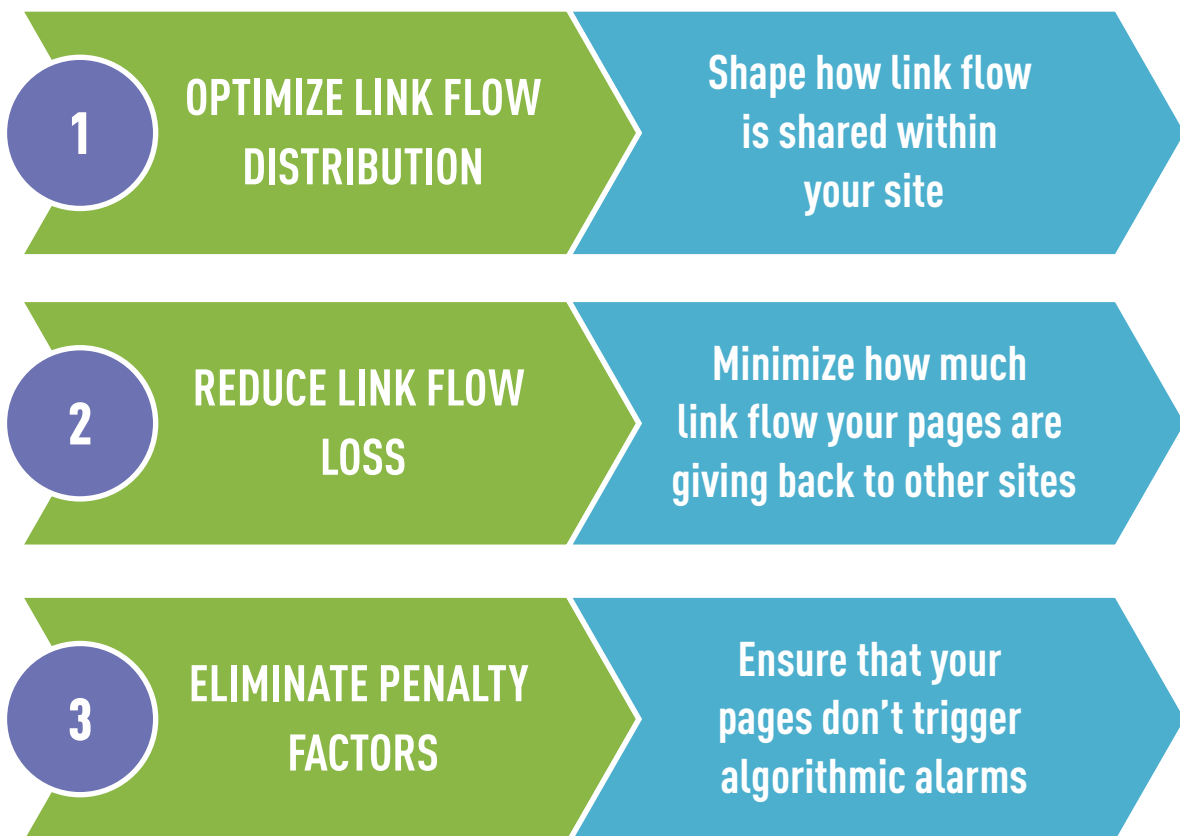 1
OPTIMIZE LINK FLOW
DISTRIBUTION
Shape how link flow
is shared within
your site
2
REDUCE LINK FLOW
LOSS
Minimize how much
link flow your pages are
giving back to other sites
3
ELIMINATE PENALTY
FACTORS
Ensure that your
pages don’t trigger
algorithmic alarms